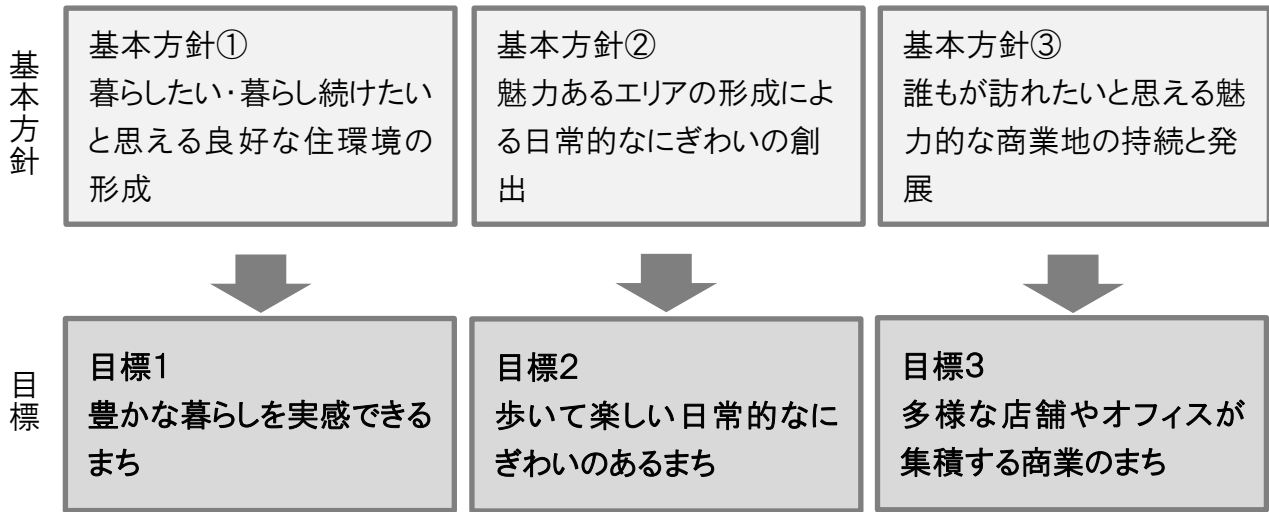 基本方針
基本方針①
暮らしたい・暮らし続けたい
と思える良好な住環境の
形成
基本方針②
魅力あるエリアの形成によ
る日常的なにぎわいの創
出
基本方針③
誰もが訪れたいと思える魅
力的な商業地の持続と発
展
目標
目標1
豊かな暮らしを実感できる
まち
目標2
歩いて楽しい日常的なに
ぎわいのあるまち
目標3
多様な店舗やオフィスが
集積する商業のまち